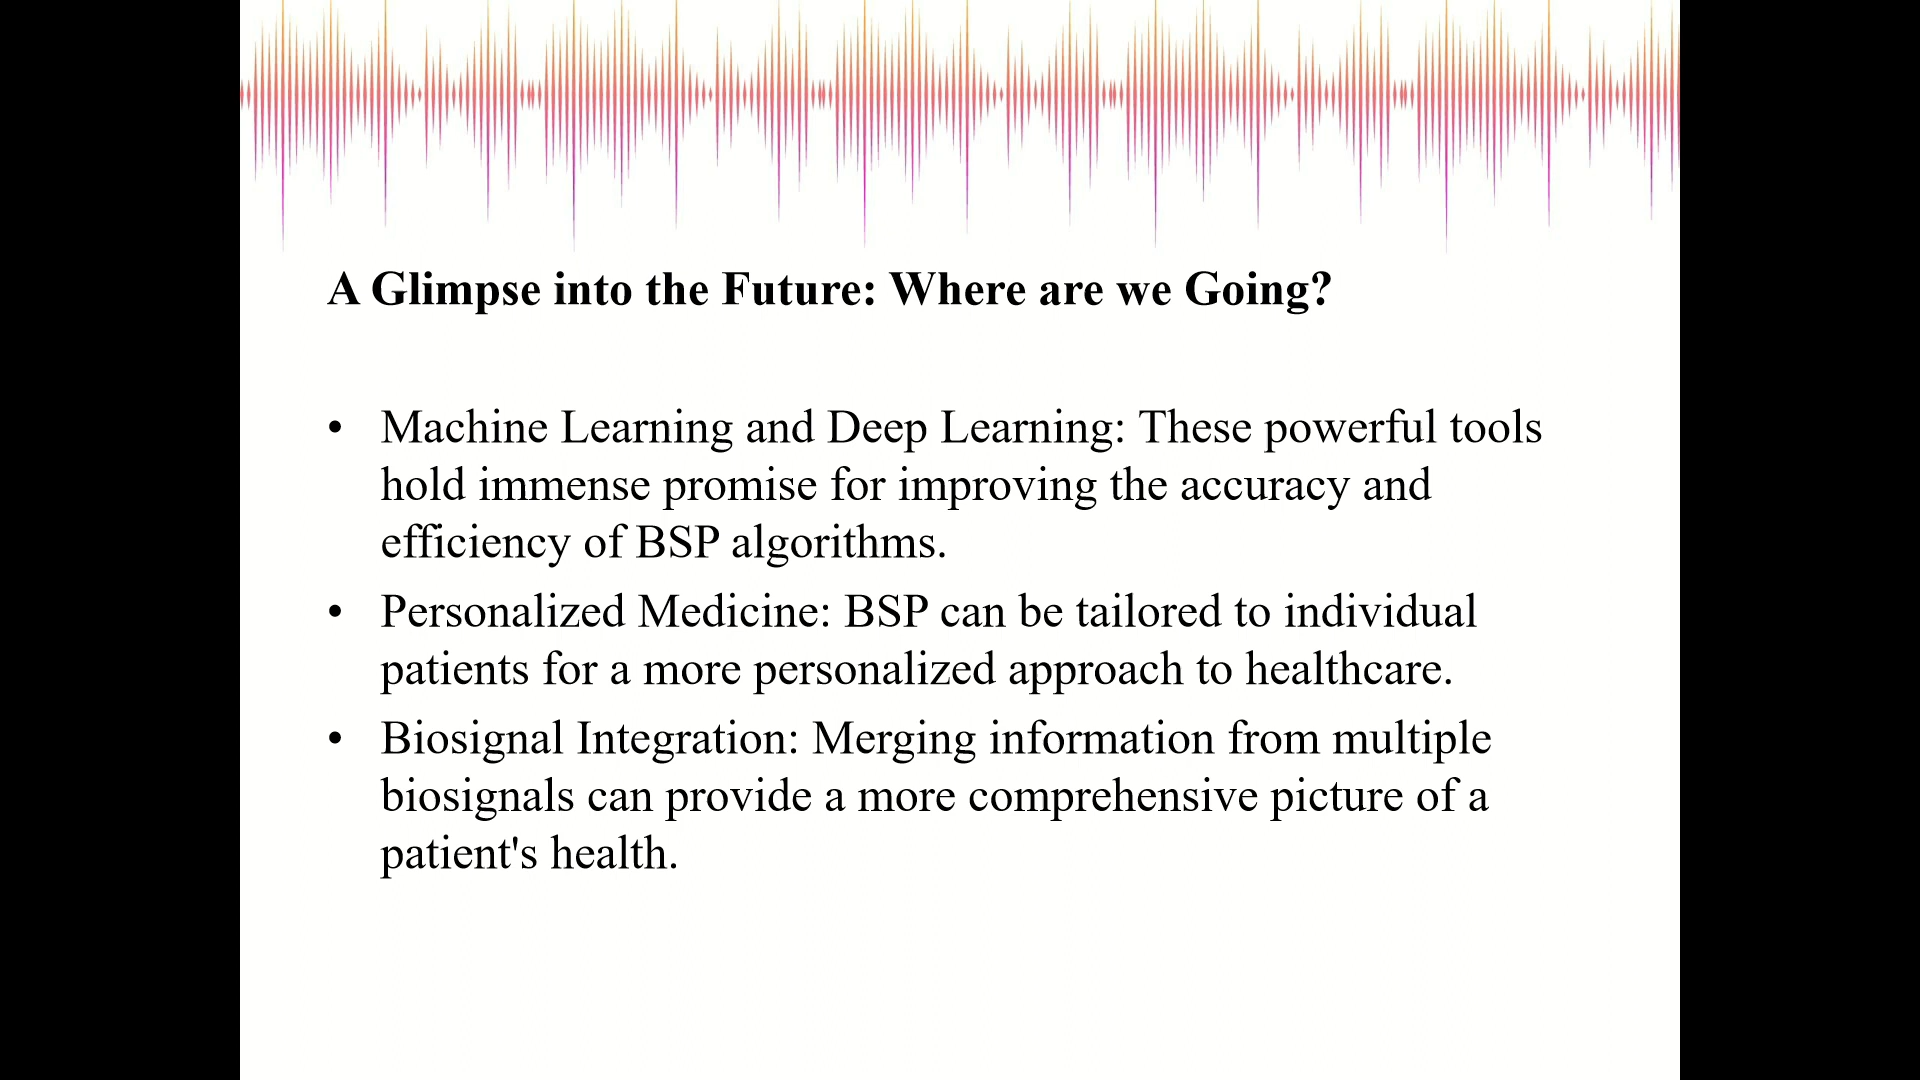 A Glimpse into the Future: Where are we Going?
• Machine Learning and Deep Learning: These powerful tools
hold immense promise for improving the accuracy and
efficiency of BSP algorithms.
• Personalized Medicine: BSP can be tailored to individual
patients for a more personalized approach to healthcare.
• Biosignal Integration: Merging information from multiple
biosignals can provide a more comprehensive picture of a
patient's health.